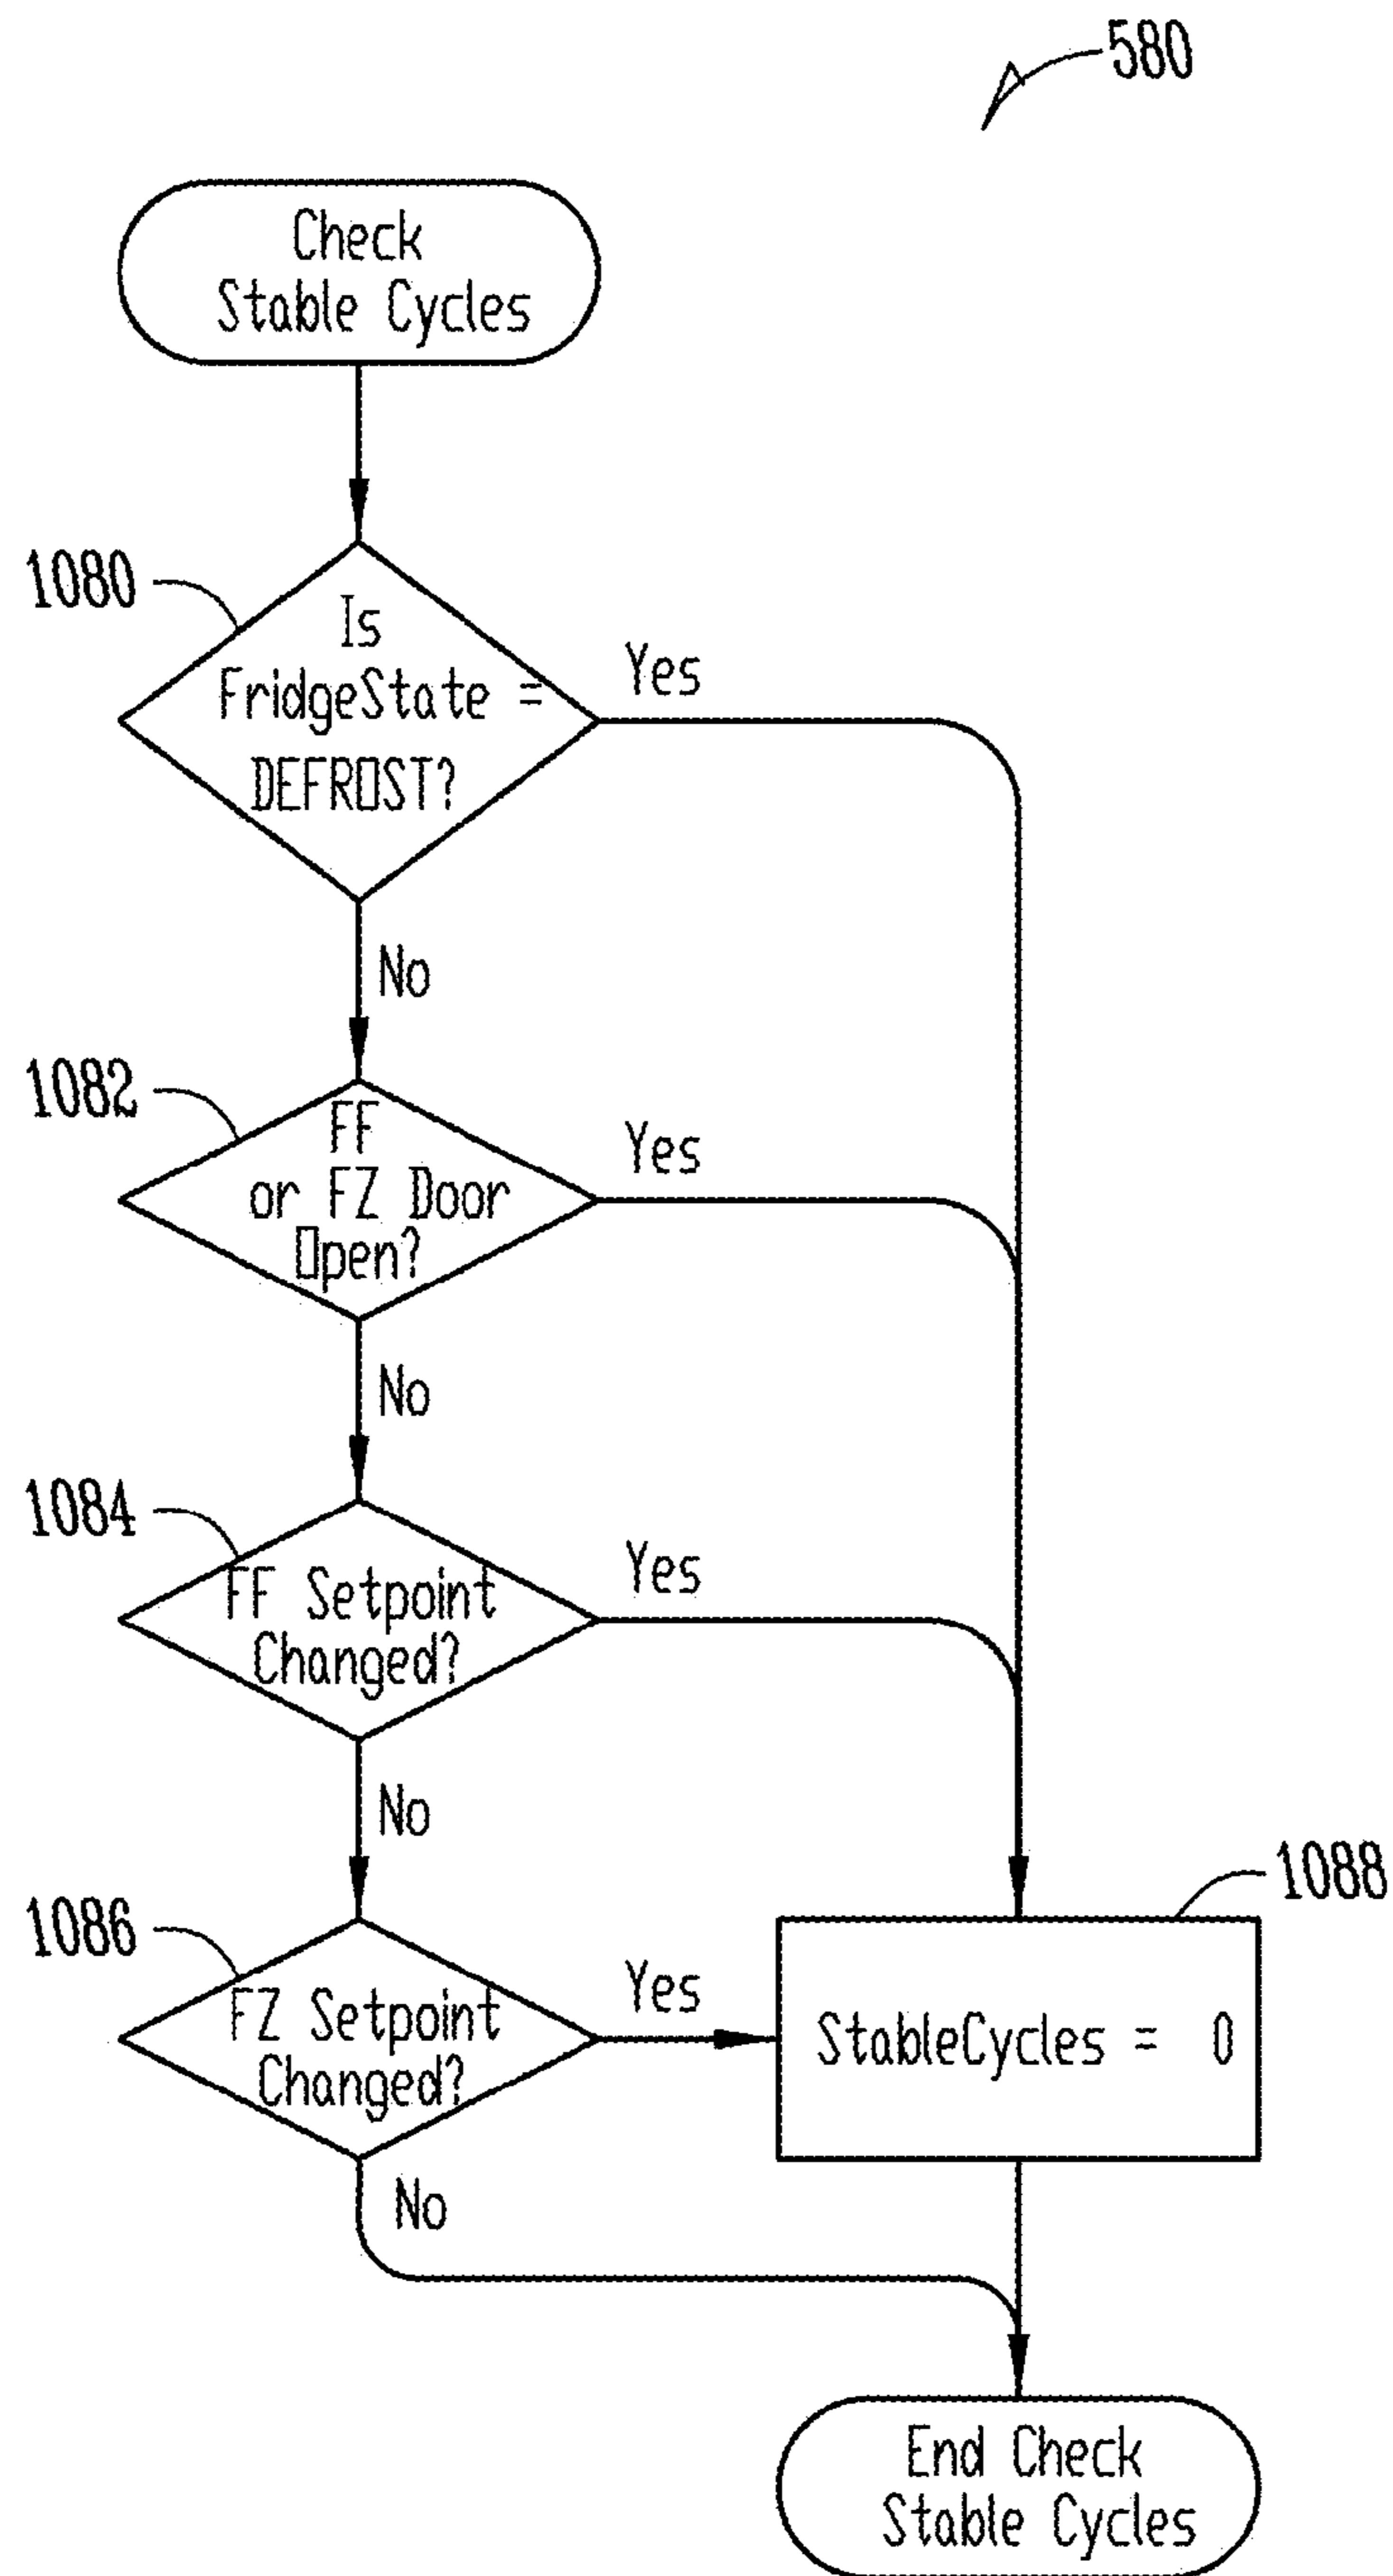 580
Check
Stable Cycles
1080
Is
FridgeState =
DEFROST?
Yes
No
1082
FF
or FZ Door
Open?
Yes
No
1084
FF Setpoint
Changed?
Yes
No
1086
FZ Setpoint
Changed?
Yes
No
1088
StableCycles = 0
End Check
Stable Cycles